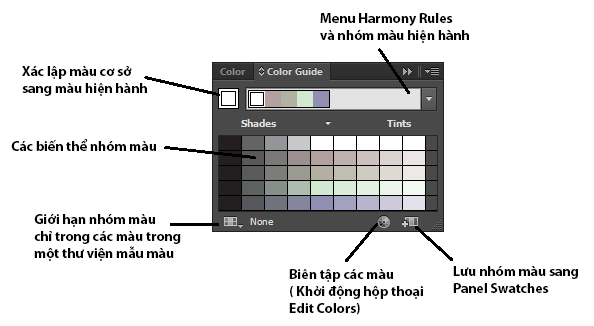 Menu Harmony Rules
và nhóm màu hiện hành
Xác lập màu cơ sở
sang màu hiện hành
Color
Color Guide
Shades
Tints
Các biến thể nhóm màu
Giới hạn nhóm màu
chỉ trong các màu trong
một thư viện mẫu màu
None
Biên tập các màu
( Khởi động hộp thoại
Edit Colors)
Lưu nhóm màu sang
Panel Swatches